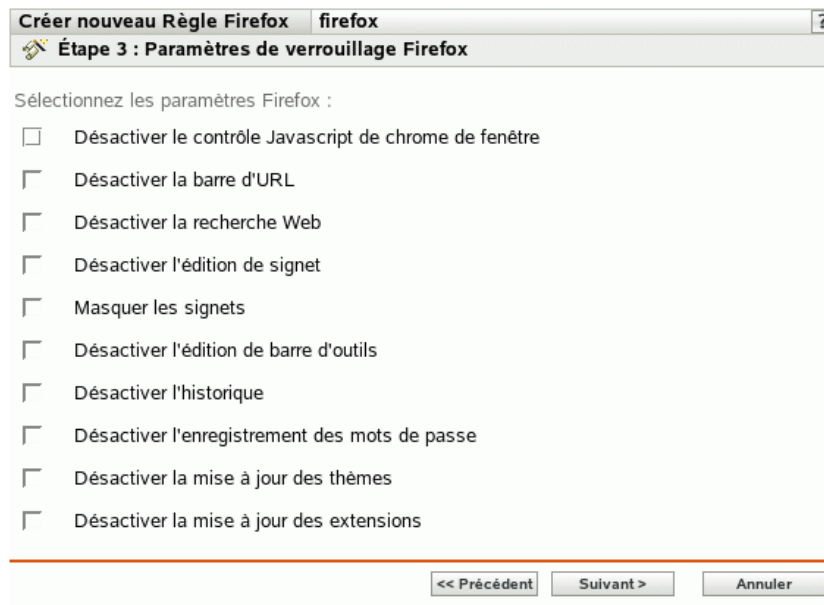 Créer nouveau Règle Firefox firefox ?
Étape 3 : Paramètres de verrouillage Firefox
Sélectionnez les paramètres Firefox :
Désactiver le contrôle Javascript de chrome de fenêtre
Désactiver la barre d'URL
Désactiver la recherche Web
Désactiver l'édition de signet
Masquer les signets
Désactiver l'édition de barre d'outils
Désactiver l'historique
Désactiver l'enregistrement des mots de passe
Désactiver la mise à jour des thèmes
Désactiver la mise à jour des extensions
<< Précédent Suivant > Annuler